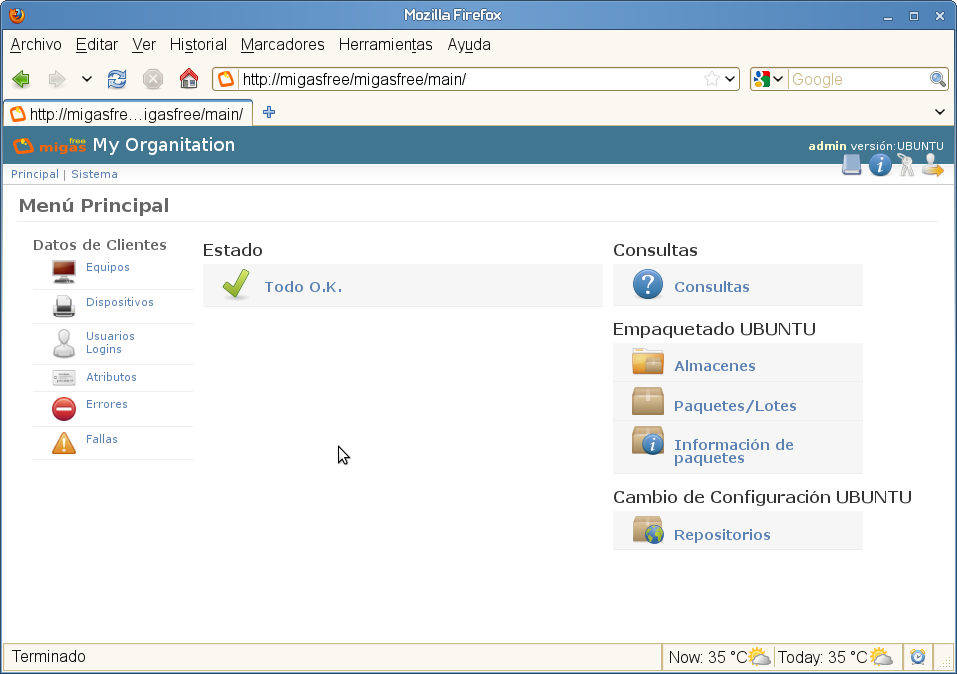 Mozilla Firefox
Archivo Editar Ver Historial Marcadores Herramientas Ayuda
http://migasfree/migasfree/main/
Google
http://migasfre...igasfree/main/
migas free My Organitation
admin versión:UBUNTU
Principal | Sistema
Menú Principal
Datos de Clientes
Equipos
Dispositivos
Usuarios
Logins
Atributos
Errores
Fallas
Estado
Todo O.K.
Consultas
Consultas
Empaquetado UBUNTU
Almacenes
Paquetes/Lotes
Información de
paquetes
Cambio de Configuración UBUNTU
Repositorios
Terminado
Now: 35 °C Today: 35 °C